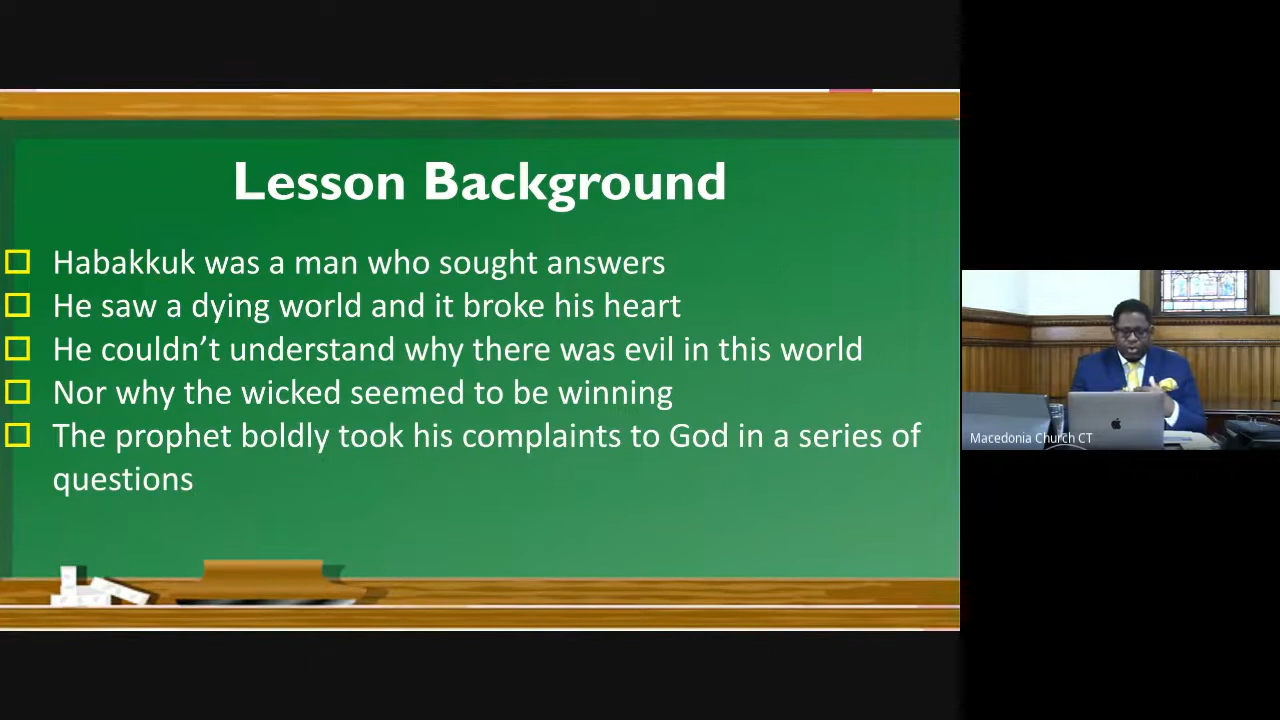 Lesson Background
Habakkuk was a man who sought answers
He saw a dying world and it broke his heart
He couldn’t understand why there was evil in this world
Nor why the wicked seemed to be winning
The prophet boldly took his complaints to God in a series of
questions
Macedonia Church CT